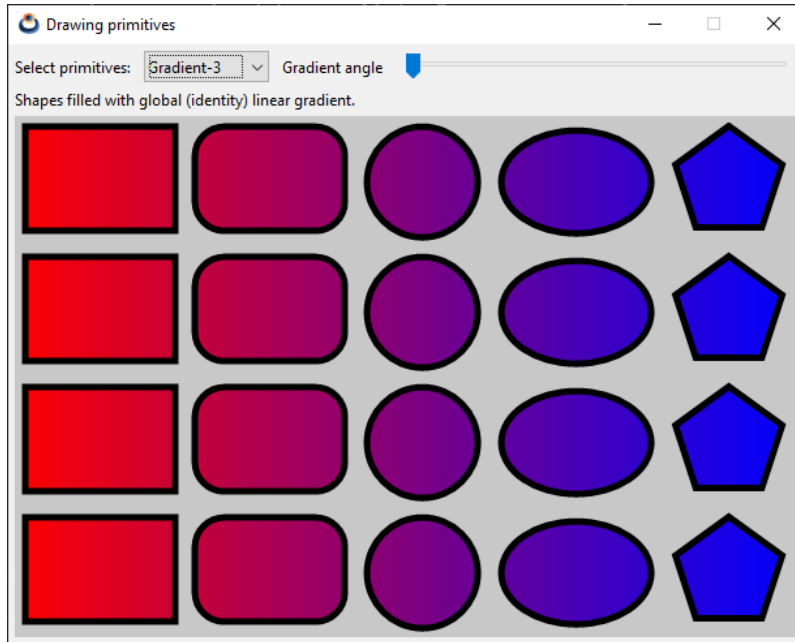 Drawing primitives
Select primitives: Gradient-3 Gradient angle
Shapes filled with global (identity) linear gradient.